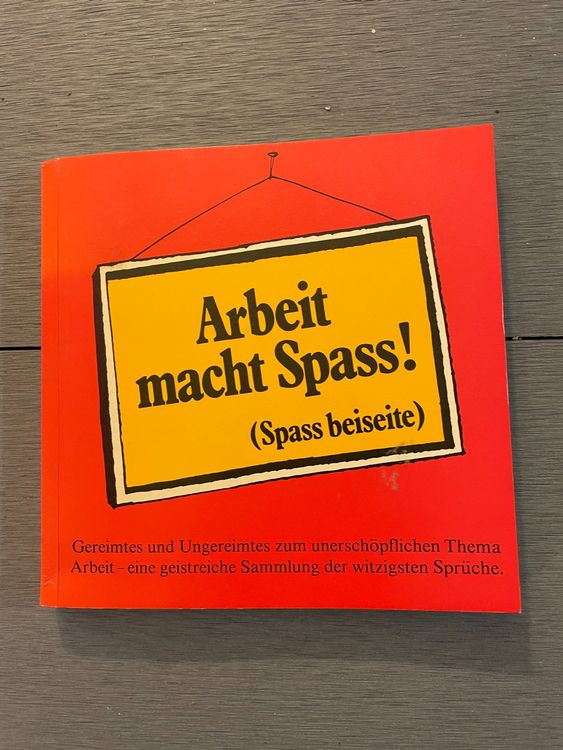 Arbeit
macht Spass!
(Spass beiseite)
Gereimtes und Ungereimtes zum unerschöpflichen Thema
Arbeit – eine geistreiche Sammlung der witzigsten Sprüche.